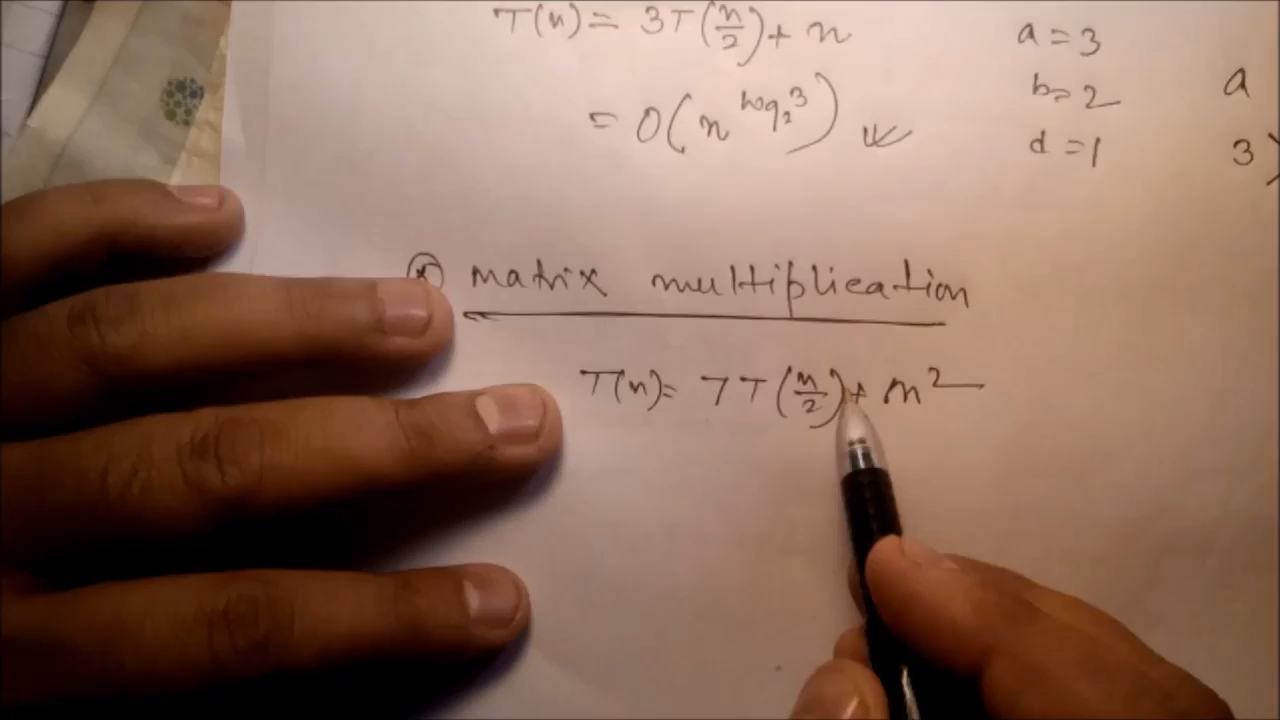 T(n) = 3T(n/2) + n
a = 3
= O(n^log₂3)
b = 2
a
d = 1
3 >
* matrix multiplication
T(n) = 7T(n/2) + n²